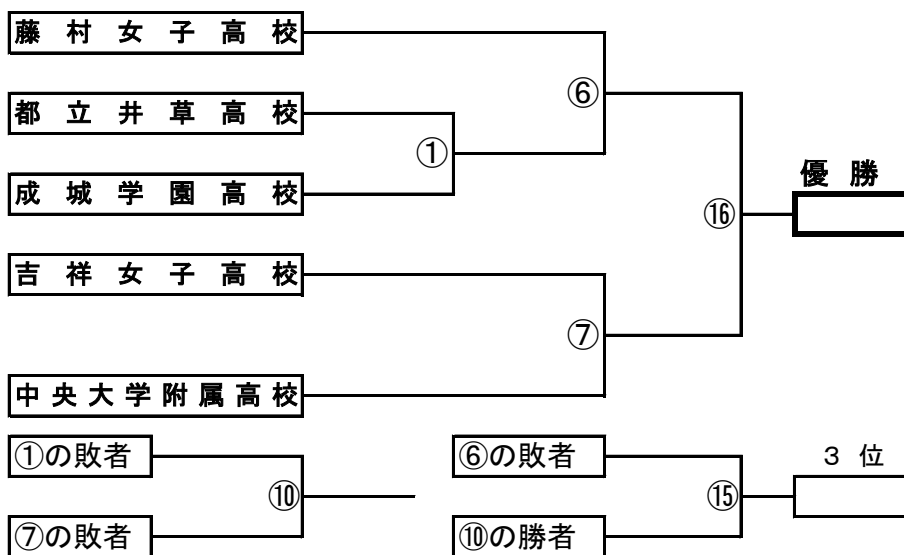 藤村女子高校
⑥
都立井草高校
①
優勝
成城学園高校
⑯
吉祥女子高校
⑦
中央大学附属高校
①の敗者
⑥の敗者
3位
⑩
⑮
⑦の敗者
⑩の勝者